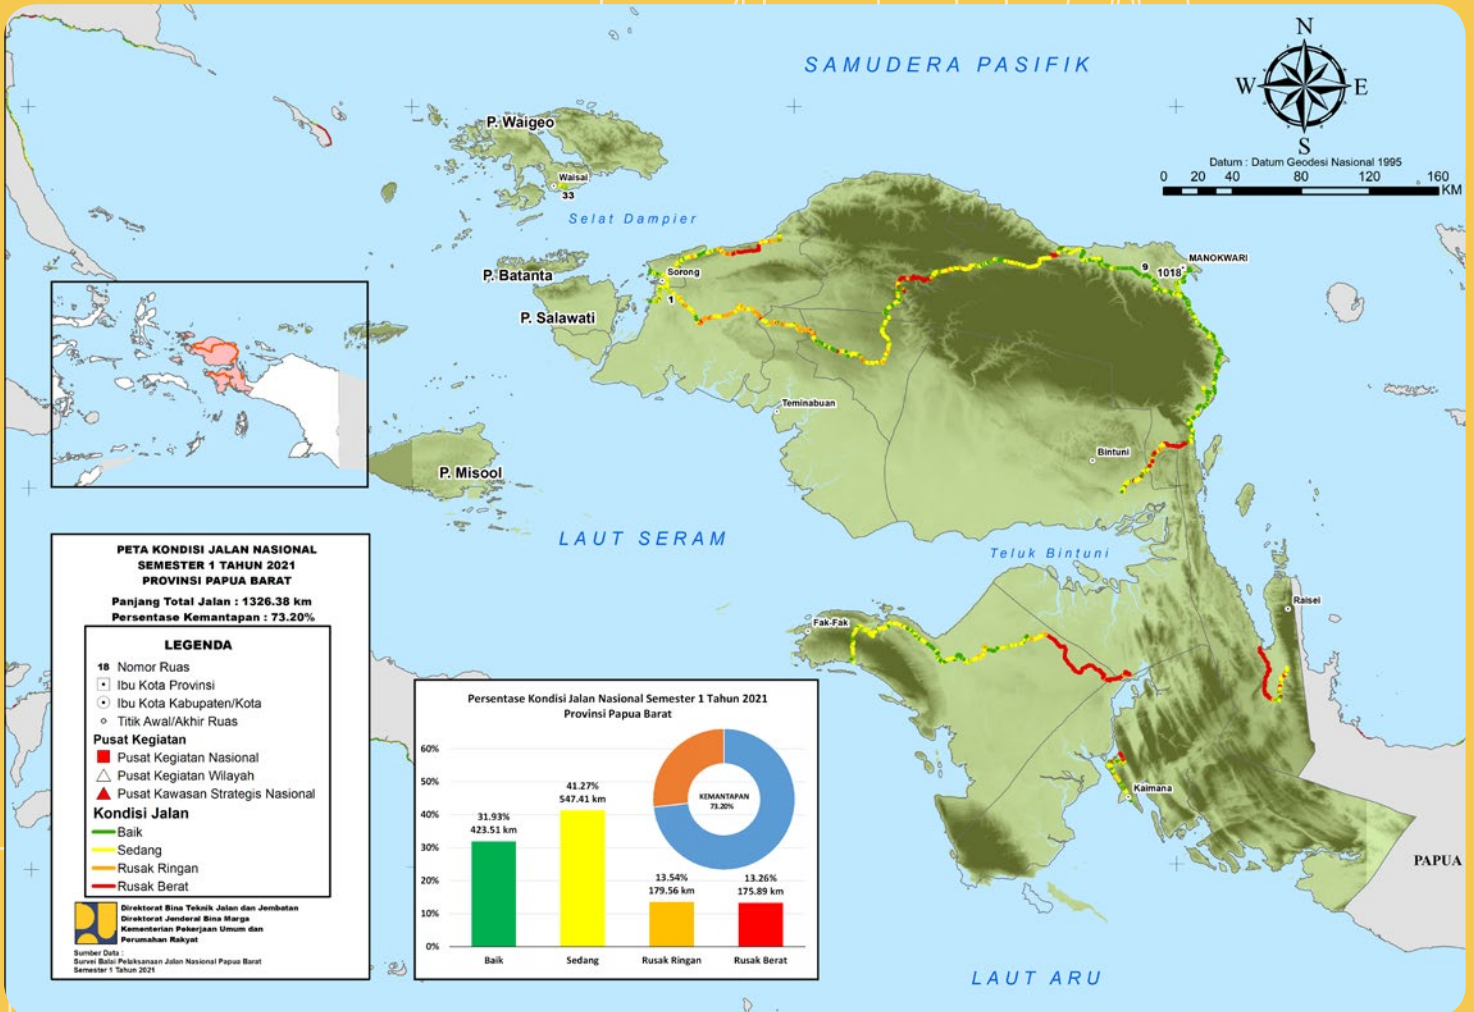 SAMUDERA PASIFIK
N
W
E
S
Datum : Datum Geodesi Nasional 1995
0 20 40 80 120 160
KM
P. Waigeo
Waisai
33
Selat Dampier
P. Batanta
Sorong
1
P. Salawati
9
1018
MANOKWARI
Teminabuan
Bintuni
P. Misool
LAUT SERAM
Teluk Bintuni
Fak-Fak
Raisei
Kaimana
PAPUA
LAUT ARU
PETA KONDISI JALAN NASIONAL
SEMESTER 1 TAHUN 2021
PROVINSI PAPUA BARAT
Panjang Total Jalan : 1326.38 km
Persentase Kemantapan : 73.20%
LEGENDA
18 Nomor Ruas
Ibu Kota Provinsi
Ibu Kota Kabupaten/Kota
Titik Awal/Akhir Ruas
Pusat Kegiatan
Pusat Kegiatan Nasional
Pusat Kegiatan Wilayah
Pusat Kawasan Strategis Nasional
Kondisi Jalan
Baik
Sedang
Rusak Ringan
Rusak Berat
Direktorat Bina Teknik Jalan dan Jembatan
Direktorat Jenderal Bina Marga
Kementerian Pekerjaan Umum dan
Perumahan Rakyat
Sumber Data :
Survei Balai Pelaksanaan Jalan Nasional Papua Barat
Semester 1 Tahun 2021
Persentase Kondisi Jalan Nasional Semester 1 Tahun 2021
Provinsi Papua Barat
60%
50%
40%
30%
20%
10%
0%
31.93%
423.51 km
41.27%
547.41 km
13.54%
179.56 km
13.26%
175.89 km
KEMANTAPAN
73.20%
Baik
Sedang
Rusak Ringan
Rusak Berat